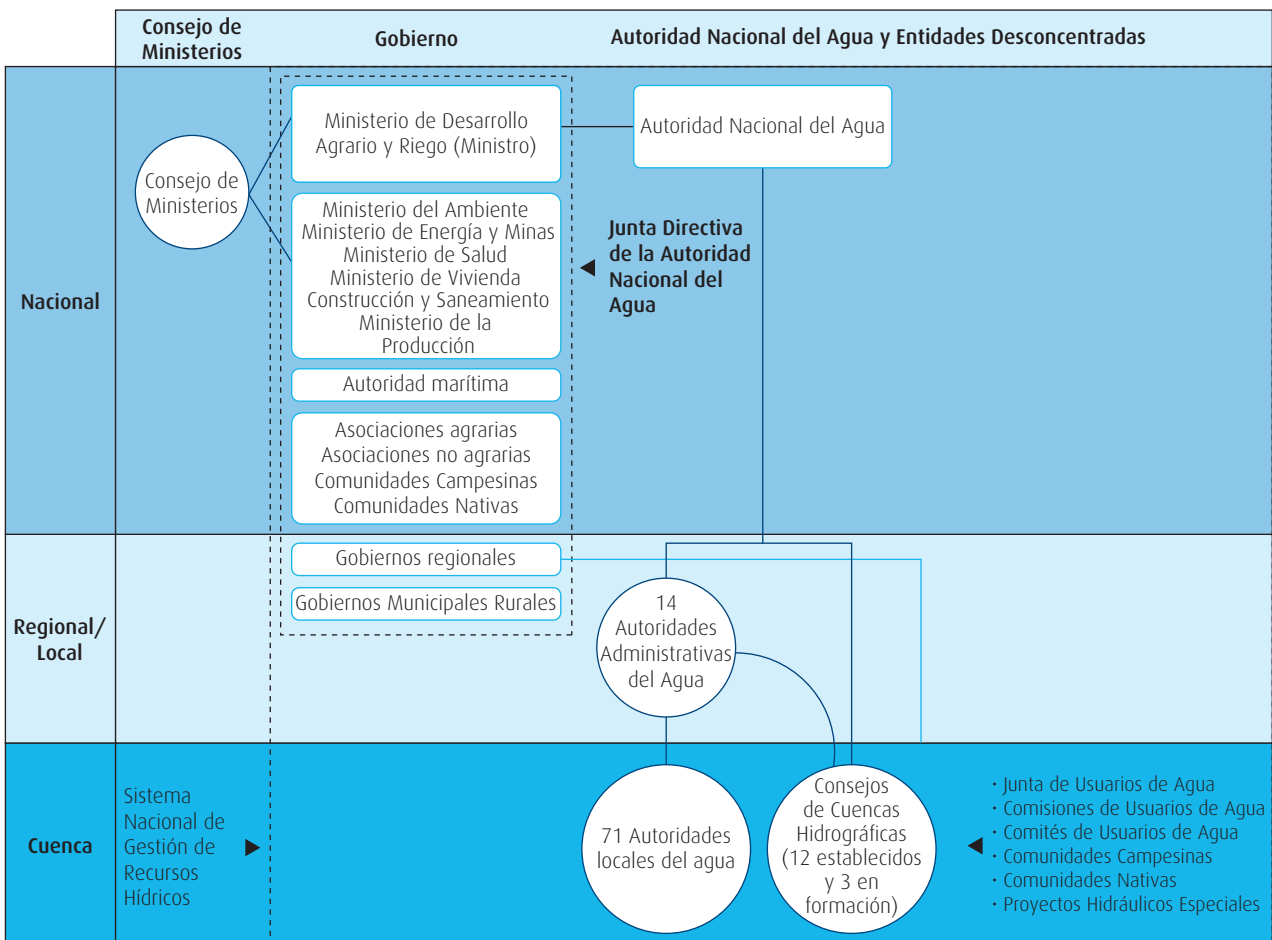 Consejo de
Ministerios
Gobierno
Autoridad Nacional del Agua y Entidades Desconcentradas
Nacional
Consejo de
Ministerios
Ministerio de Desarrollo
Agrario y Riego (Ministro)
Autoridad Nacional del Agua
Ministerio del Ambiente
Ministerio de Energía y Minas
Ministerio de Salud
Ministerio de Vivienda
Construcción y Saneamiento
Ministerio de la
Producción
Junta Directiva
de la Autoridad
Nacional del
Agua
Autoridad marítima
Asociaciones agrarias
Asociaciones no agrarias
Comunidades Campesinas
Comunidades Nativas
Regional/
Local
Gobiernos regionales
Gobiernos Municipales Rurales
14
Autoridades
Administrativas
del Agua
Cuenca
Sistema
Nacional de
Gestión de
Recursos
Hídricos
71 Autoridades
locales del agua
Consejos
de Cuencas
Hidrográficas
(12 establecidos
y 3 en
formación)
· Junta de Usuarios de Agua
· Comisiones de Usuarios de Agua
· Comités de Usuarios de Agua
· Comunidades Campesinas
· Comunidades Nativas
· Proyectos Hidráulicos Especiales